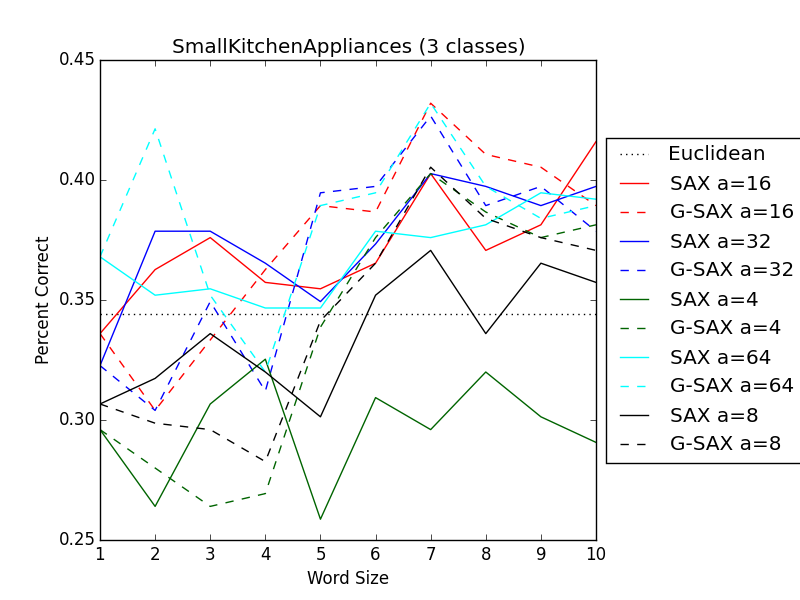 SmallKitchenAppliances (3 classes)
0.45
0.40
0.35
0.30
0.25
Percent Correct
1 2 3 4 5 6 7 8 9 10
Word Size
Euclidean
SAX a=16
G-SAX a=16
SAX a=32
G-SAX a=32
SAX a=4
G-SAX a=4
SAX a=64
G-SAX a=64
SAX a=8
G-SAX a=8